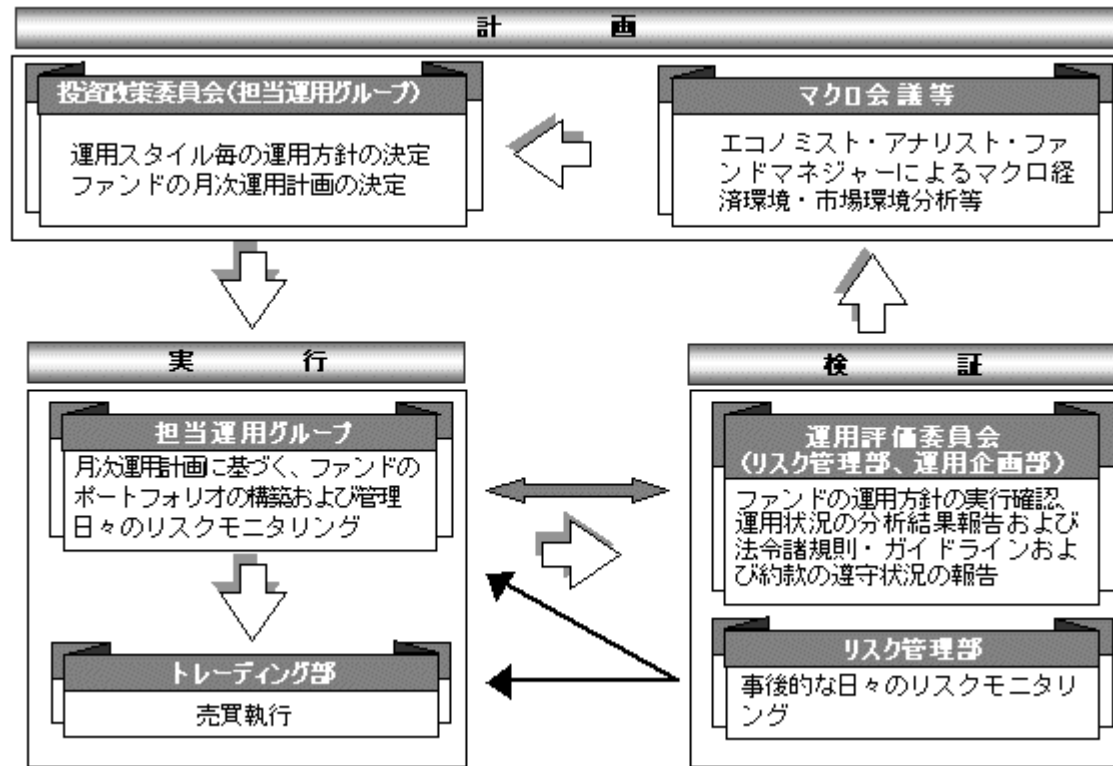 計画
投資政策委員会(担当運用グループ)
運用スタイル毎の運用方針の決定
ファンドの月次運用計画の決定
マクロ会議等
エコノミスト・アナリスト・ファ
ンドマネジャーによるマクロ経
済環境・市場環境分析等
実行
担当運用グループ
月次運用計画に基づく、ファンドの
ポートフォリオの構築および管理
日々のリスクモニタリング
トレーディング部
売買執行
検証
運用評価委員会
(リスク管理部、運用企画部)
ファンドの運用方針の実行確認、
運用状況の分析結果報告および
法令諸規則・ガイドラインおよ
び約款の遵守状況の報告
リスク管理部
事後的な日々のリスクモニタリ
ング